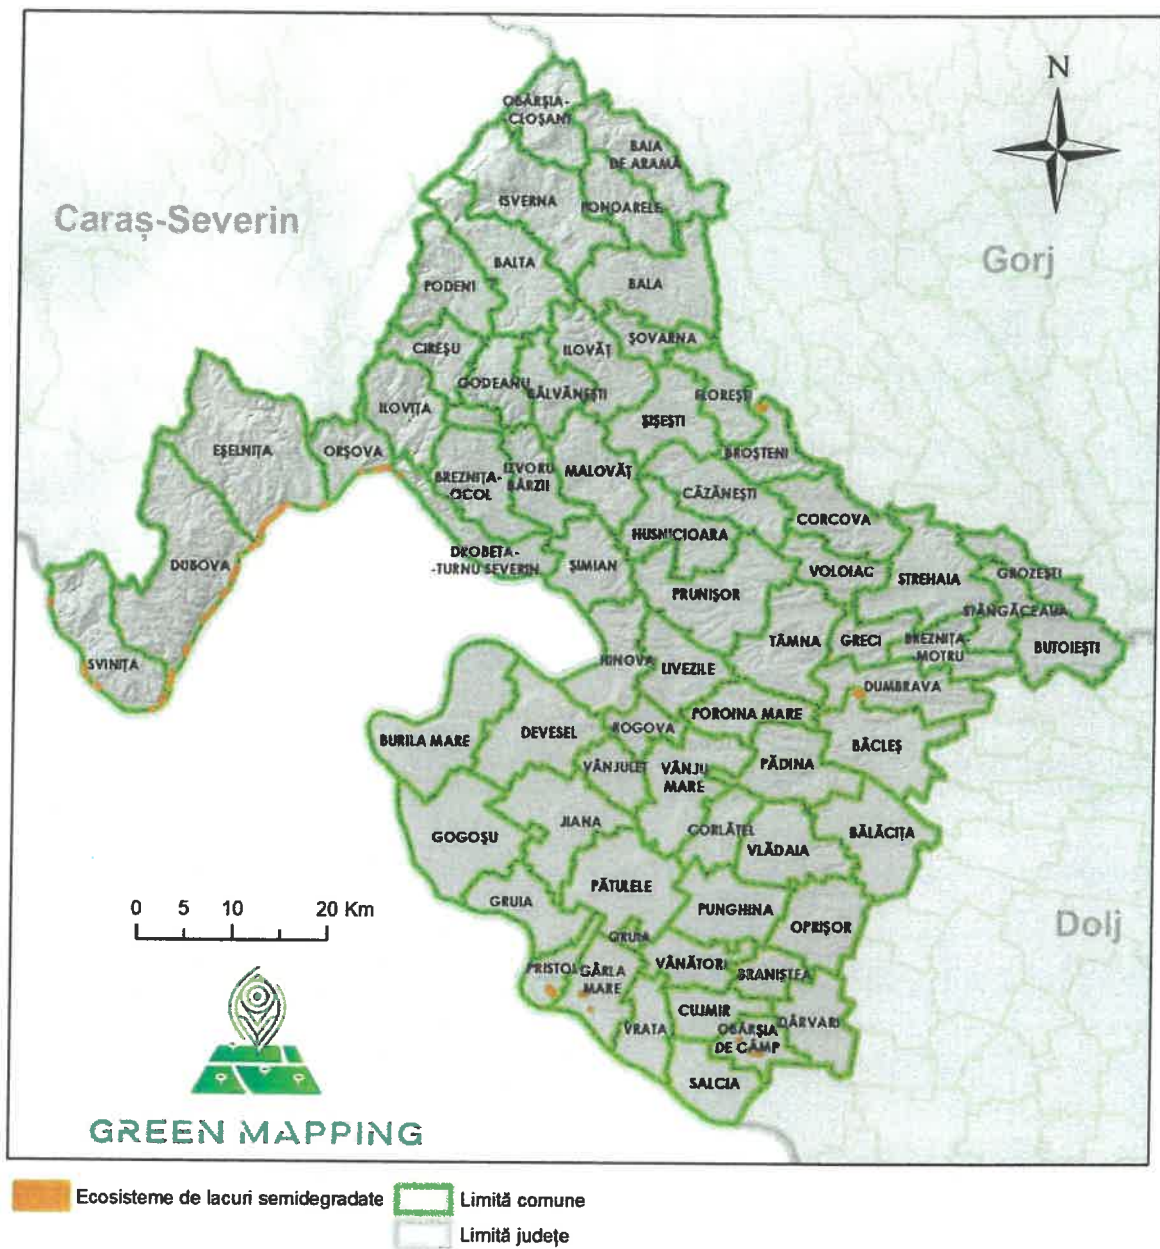 N
Caraș-Severin
Gorj
Dolj
OBÂRȘIA-
-CLOȘANI
BAIA
DE ARAMĂ
ISVERNA
PONOARELE
BALTA
PODENI
BALA
CIREȘU
ILOVĂȚ
ȘOVARNA
GODEANU
BÂLVĂNEȘTI
ILOVIȚA
FLOREȘTI
ȘIȘEȘTI
EȘELNIȚA
ORȘOVA
BROȘTENI
BREZNIȚA-
-OCOL
IZVORU
BÂRZII
MALOVĂȚ
CĂZĂNEȘTI
CORCOVA
HUSNICIOARA
DROBETA-
-TURNU SEVERIN
ȘIMIAN
DUBOVA
VOLOIAC
STREHAIA
GROZEȘTI
PRUNIȘOR
STÂNGĂCEAUA
SVINIȚA
TÂMNA
GRECI
BREZNIȚA-
-MOTRU
BUTOIEȘTI
HINOVA
LIVEZILE
DUMBRAVA
POROINA MARE
ROGOVA
BURILA MARE
DEVESEL
BÂCLEȘ
VÂNJULEȚ
VÂNJU
MARE
PĂDINA
JIANA
CORLĂȚEL
BĂLĂCIȚA
GOGOȘU
VLĂDAIA
PĂTULELE
GRUIA
PUNGHINA
OPRIȘOR
GRUIA
PRISTOL
GÂRLA
MARE
VÂNĂTORI
BRANIȘTEA
CUJMIR
VRATA
OBÂRȘIA
DE CÂMP
DÂRVARI
SALCIA
0 5 10 20 Km
GREEN MAPPING
Ecosisteme de lacuri semidegradate
Limită comune
Limită județe